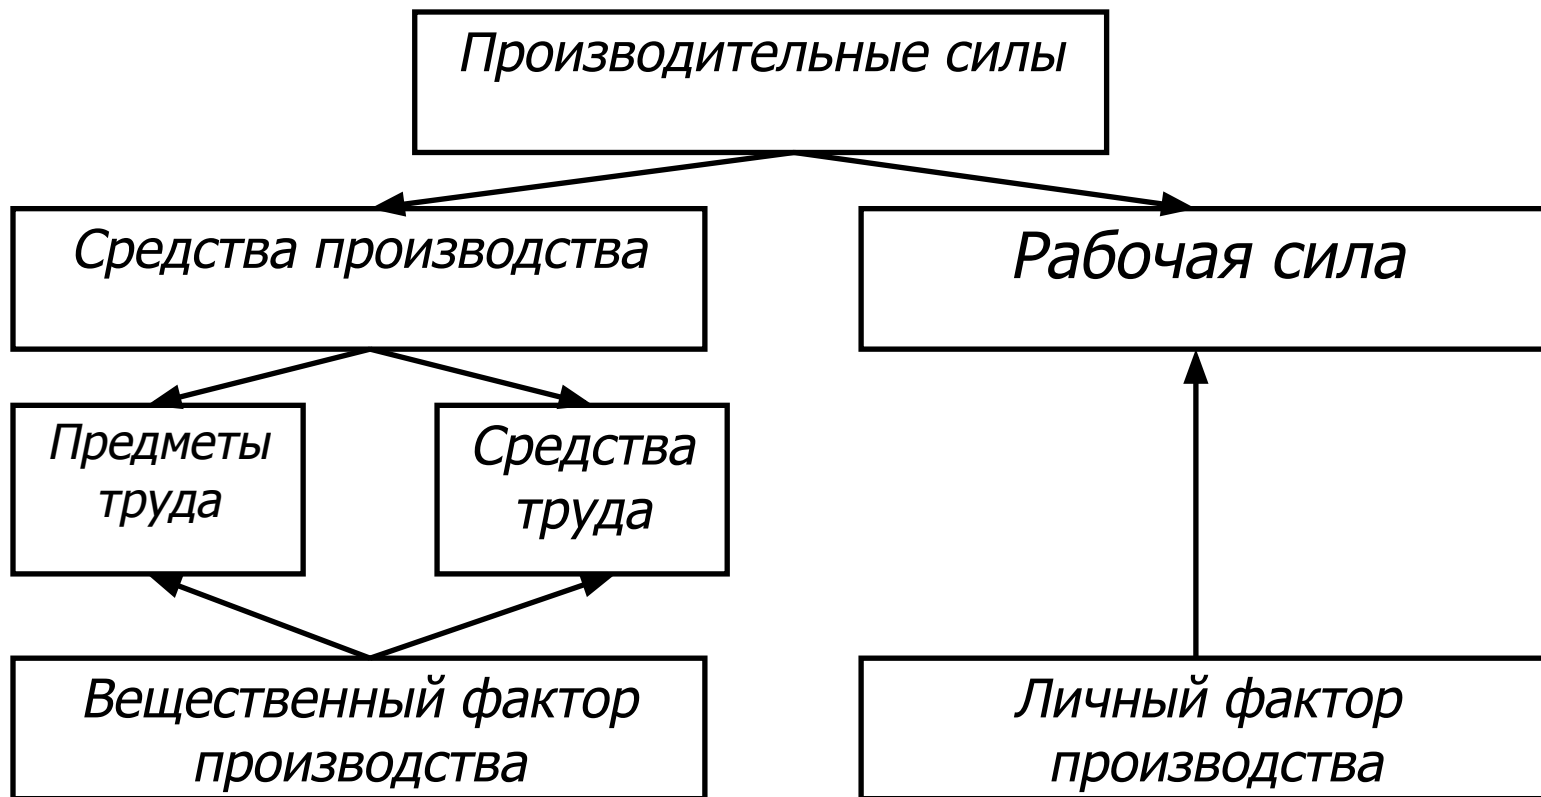 Производительные силы
Средства производства
Рабочая сила
Предметы
труда
Средства
труда
Вещественный фактор
производства
Личный фактор
производства